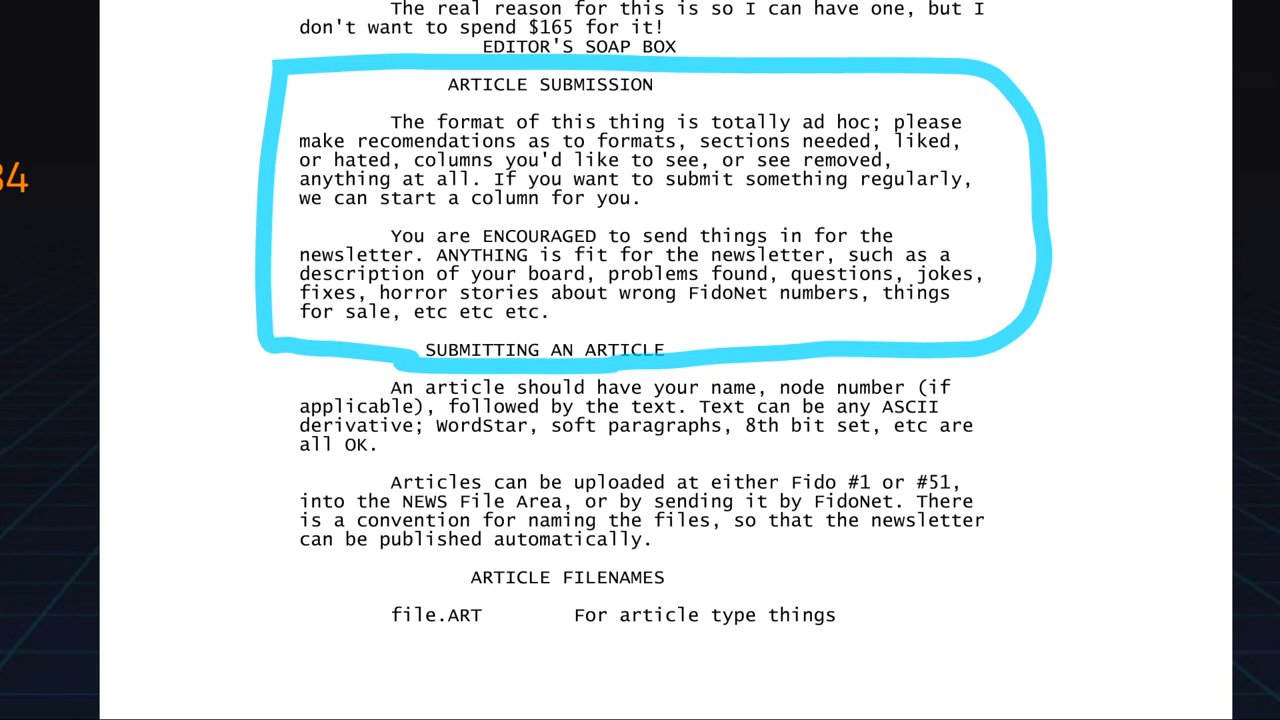 The real reason for this is so I can have one, but I
don't want to spend $165 for it!
EDITOR'S SOAP BOX
ARTICLE SUBMISSION
The format of this thing is totally ad hoc; please
make recomendations as to formats, sections needed, liked,
or hated, columns you'd like to see, or see removed,
anything at all. If you want to submit something regularly,
we can start a column for you.
You are ENCOURAGED to send things in for the
newsletter. ANYTHING is fit for the newsletter, such as a
description of your board, problems found, questions, jokes,
fixes, horror stories about wrong FidoNet numbers, things
for sale, etc etc etc.
SUBMITTING AN ARTICLE
An article should have your name, node number (if
applicable), followed by the text. Text can be any ASCII
derivative; WordStar, soft paragraphs, 8th bit set, etc are
all OK.
Articles can be uploaded at either Fido #1 or #51,
into the NEWS File Area, or by sending it by FidoNet. There
is a convention for naming the files, so that the newsletter
can be published automatically.
ARTICLE FILENAMES
file.ART For article type things